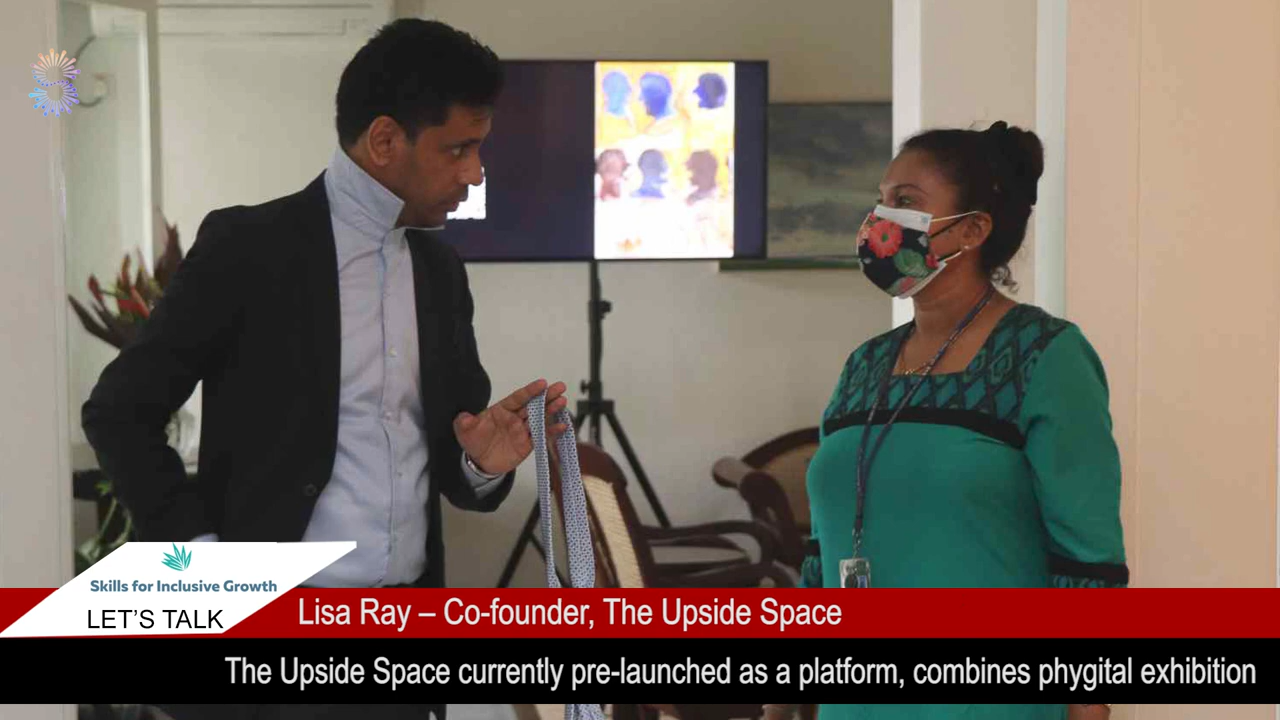 Skills for Inclusive Growth
LET'S TALK
Lisa Ray – Co-founder, The Upside Space
The Upside Space currently pre-launched as a platform, combines phygital exhibition